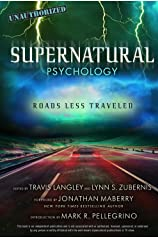 UNAUTHORIZED
SUPERNATURAL
PSYCHOLOGY
ROADS LESS TRAVELED
EDITED BY TRAVIS LANGLEY AND LYNN S. ZUBERNIS
FOREWORD BY JONATHAN MABERRY
NEW YORK TIMES BESTSELLING AUTHOR
INTRODUCTION BY MARK R. PELLEGRINO